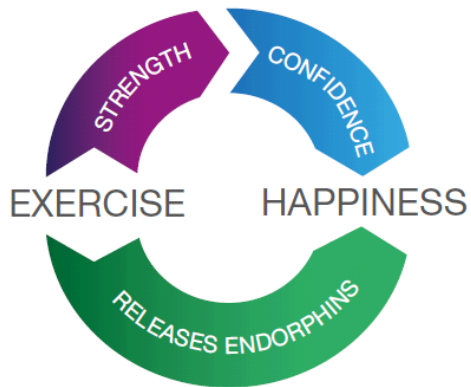 STRENGTH
CONFIDENCE
EXERCISE
HAPPINESS
RELEASES ENDORPHINS